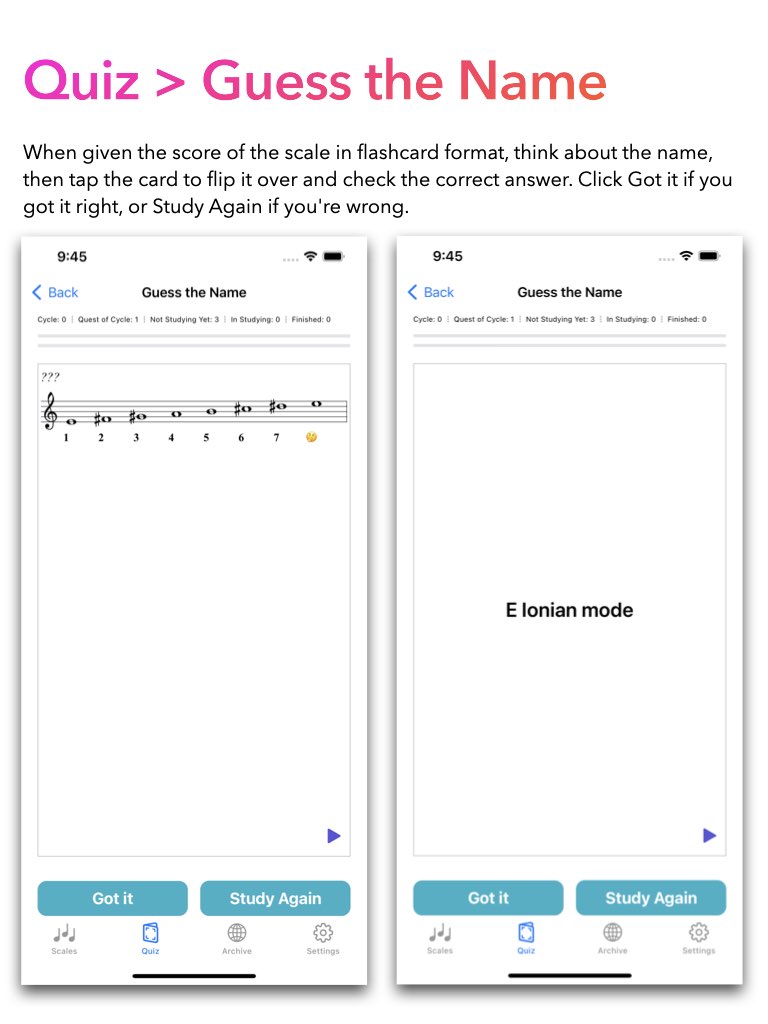 Quiz > Guess the Name
When given the score of the scale in flashcard format, think about the name,
then tap the card to flip it over and check the correct answer. Click Got it if you
got it right, or Study Again if you're wrong.
9:45
Back
Guess the Name
Cycle: 0 | Quest of Cycle: 1 | Not Studying Yet: 3 | In Studying: 0 | Finished: 0
???
1 2 3 4 5 6 7 🤔
Got it
Study Again
Scales
Quiz
Archive
Settings
9:45
Back
Guess the Name
Cycle: 0 | Quest of Cycle: 1 | Not Studying Yet: 3 | In Studying: 0 | Finished: 0
E Ionian mode
Got it
Study Again
Scales
Quiz
Archive
Settings